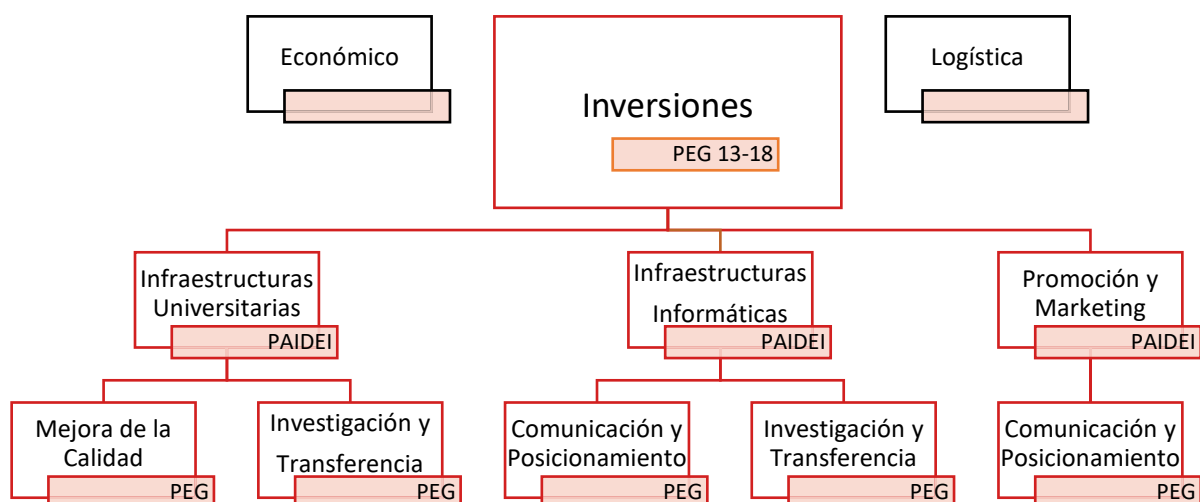 Económico
Inversiones
PEG 13-18
Logística
Infraestructuras
Universitarias
PAIDEI
Infraestructuras
Informáticas
PAIDEI
Promoción y
Marketing
PAIDEI
Mejora de la
Calidad
PEG
Investigación y
Transferencia
PEG
Comunicación y
Posicionamiento
PEG
Investigación y
Transferencia
PEG
Comunicación y
Posicionamiento
PEG